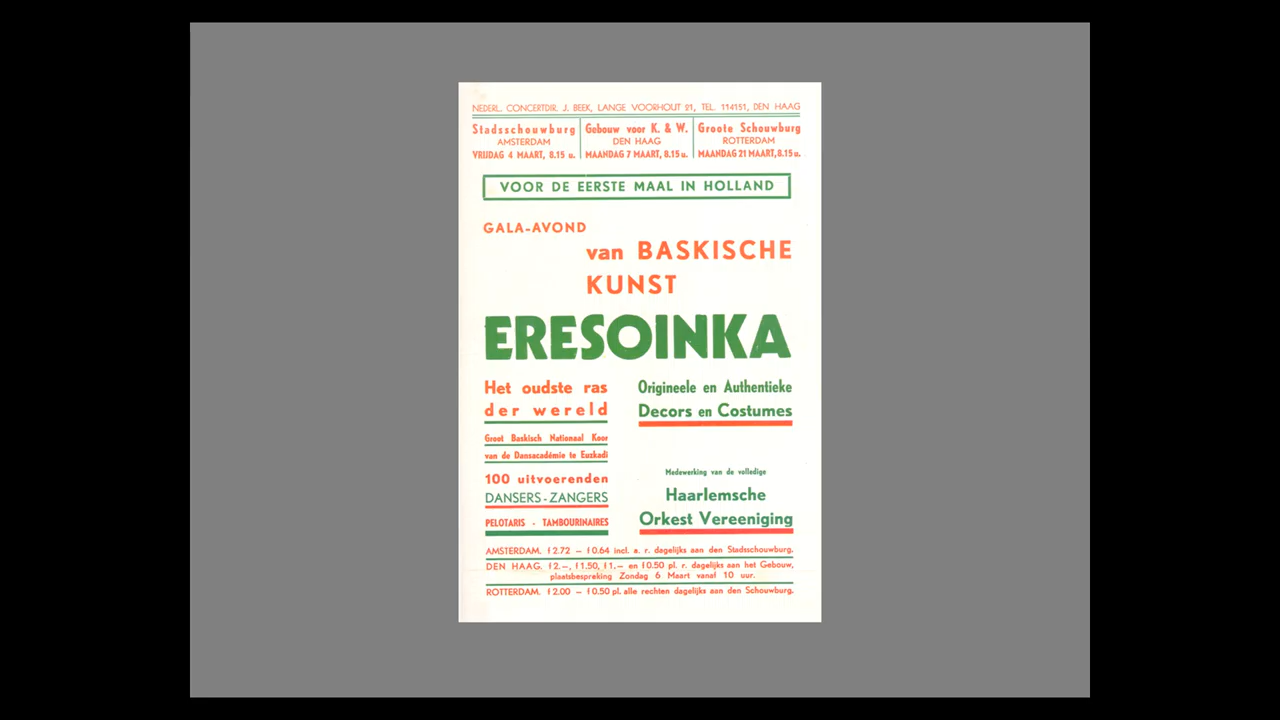 NEDERL. CONCERTDIR. J. BEEK, LANGE VOORHOUT 21, TEL. 114151, DEN HAAG
Stadsschouwburg
AMSTERDAM
VRIJDAG 4 MAART, 8.15 u.
Gebouw voor K. & W.
DEN HAAG
MAANDAG 7 MAART, 8.15 u.
Groote Schouwburg
ROTTERDAM
MAANDAG 21 MAART, 8.15 u.
VOOR DE EERSTE MAAL IN HOLLAND
GALA-AVOND
van BASKISCHE
KUNST
ERESOINKA
Het oudste ras
der wereld
Groot Baskisch Nationaal Koor
van de Dansacadémie te Euzkadi
100 uitvoerenden
DANSERS - ZANGERS
PELOTARIS - TAMBOURINAIRES
Origineele en Authentieke
Decors en Costumes
Medewerking van de volledige
Haarlemsche
Orkest Vereeniging
AMSTERDAM. f 2.72 — f 0.64 incl. a. r. dagelijks aan den Stadsschouwburg.
DEN HAAG. f 2.—, f 1.50, f 1.— en f 0.50 pl. r. dagelijks aan het Gebouw,
plaatsbespreking Zondag 6 Maart vanaf 10 uur.
ROTTERDAM. f 2.00 — f 0.50 pl. alle rechten dagelijks aan den Schouwburg.